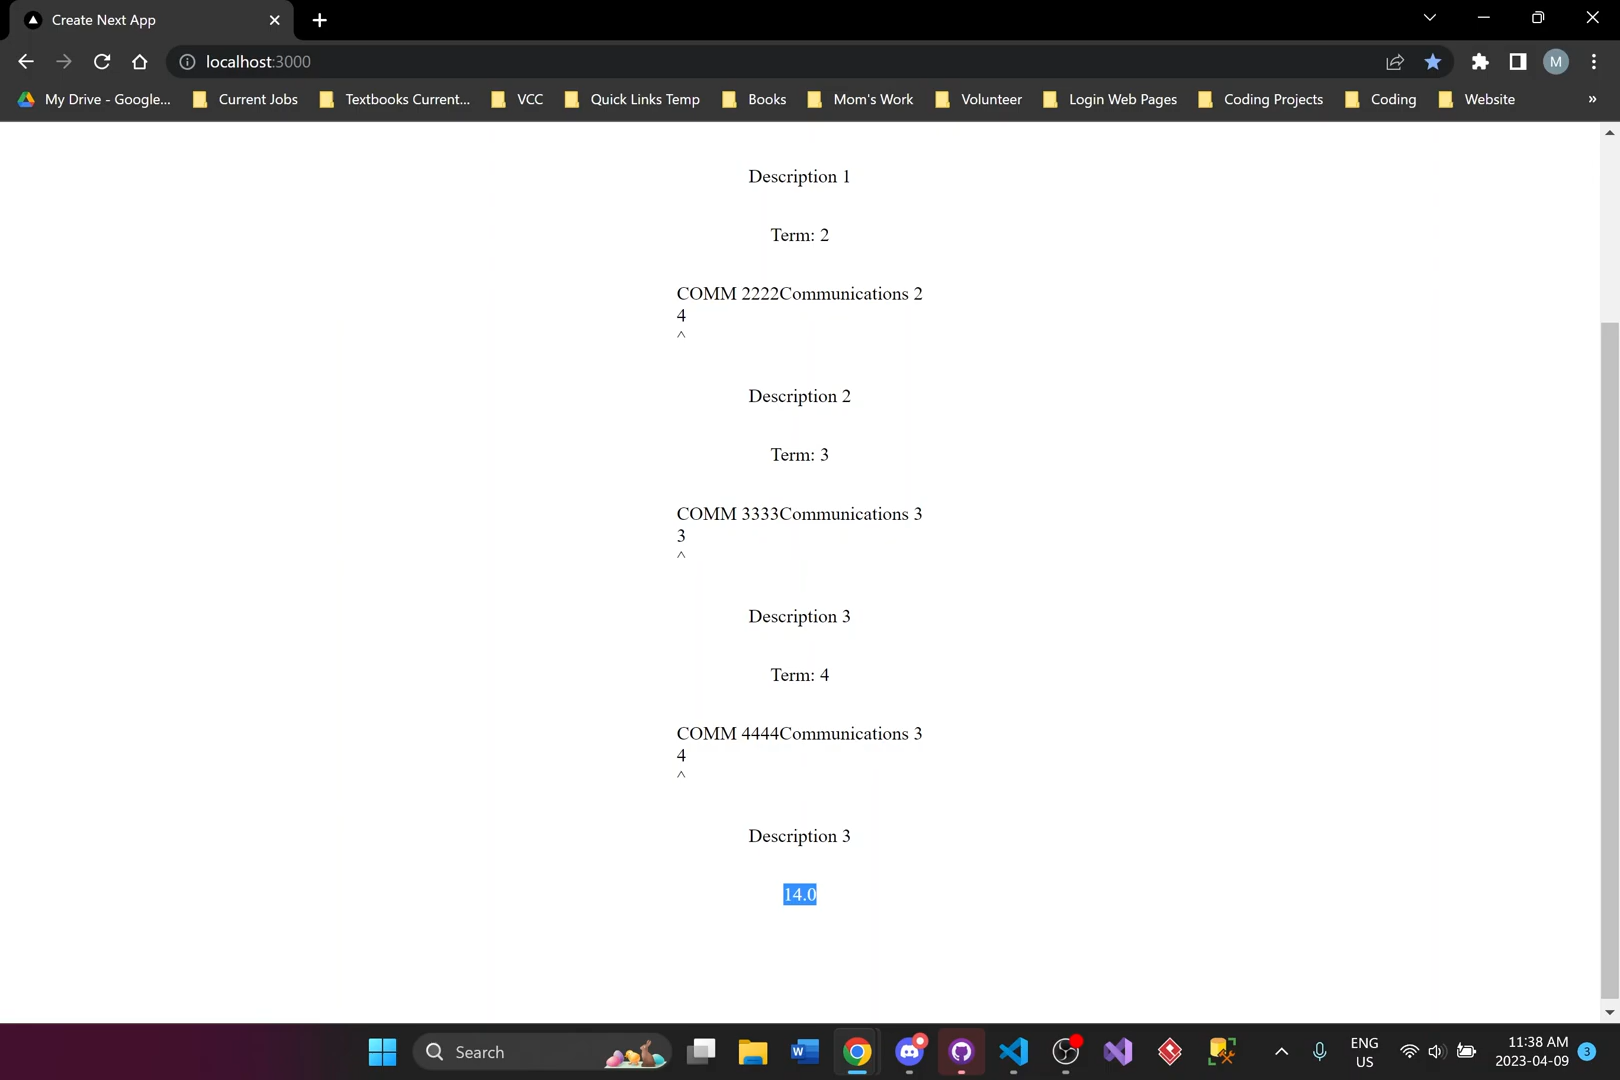 Create Next App
localhost:3000
M
My Drive - Google...
Current Jobs
Textbooks Current...
VCC
Quick Links Temp
Books
Mom's Work
Volunteer
Login Web Pages
Coding Projects
Coding
Website
»
Description 1
Term: 2
COMM 2222Communications 2
4
^
Description 2
Term: 3
COMM 3333Communications 3
3
^
Description 3
Term: 4
COMM 4444Communications 3
4
^
Description 3
14.0
Search
ENG
US
11:38 AM
2023-04-09
3